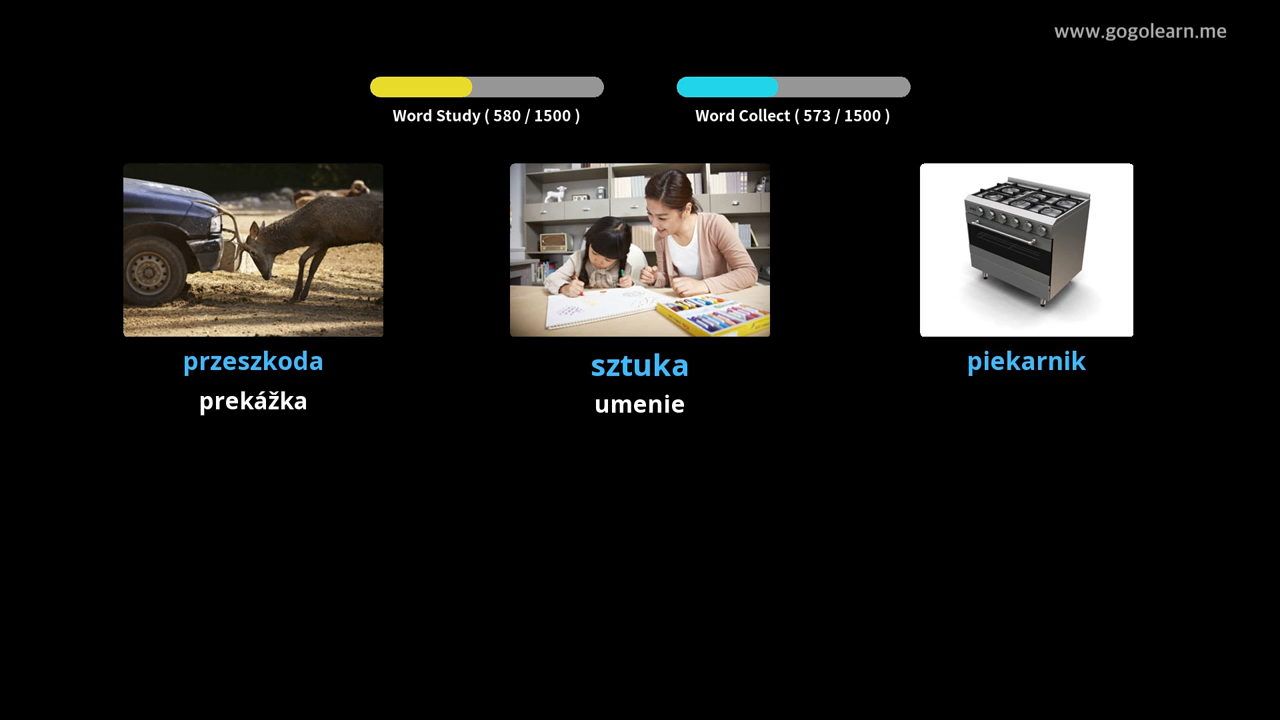 www.gogolearn.me
Word Study ( 580 / 1500 )
Word Collect ( 573 / 1500 )
przeszkoda
prekážka
sztuka
umenie
piekarnik